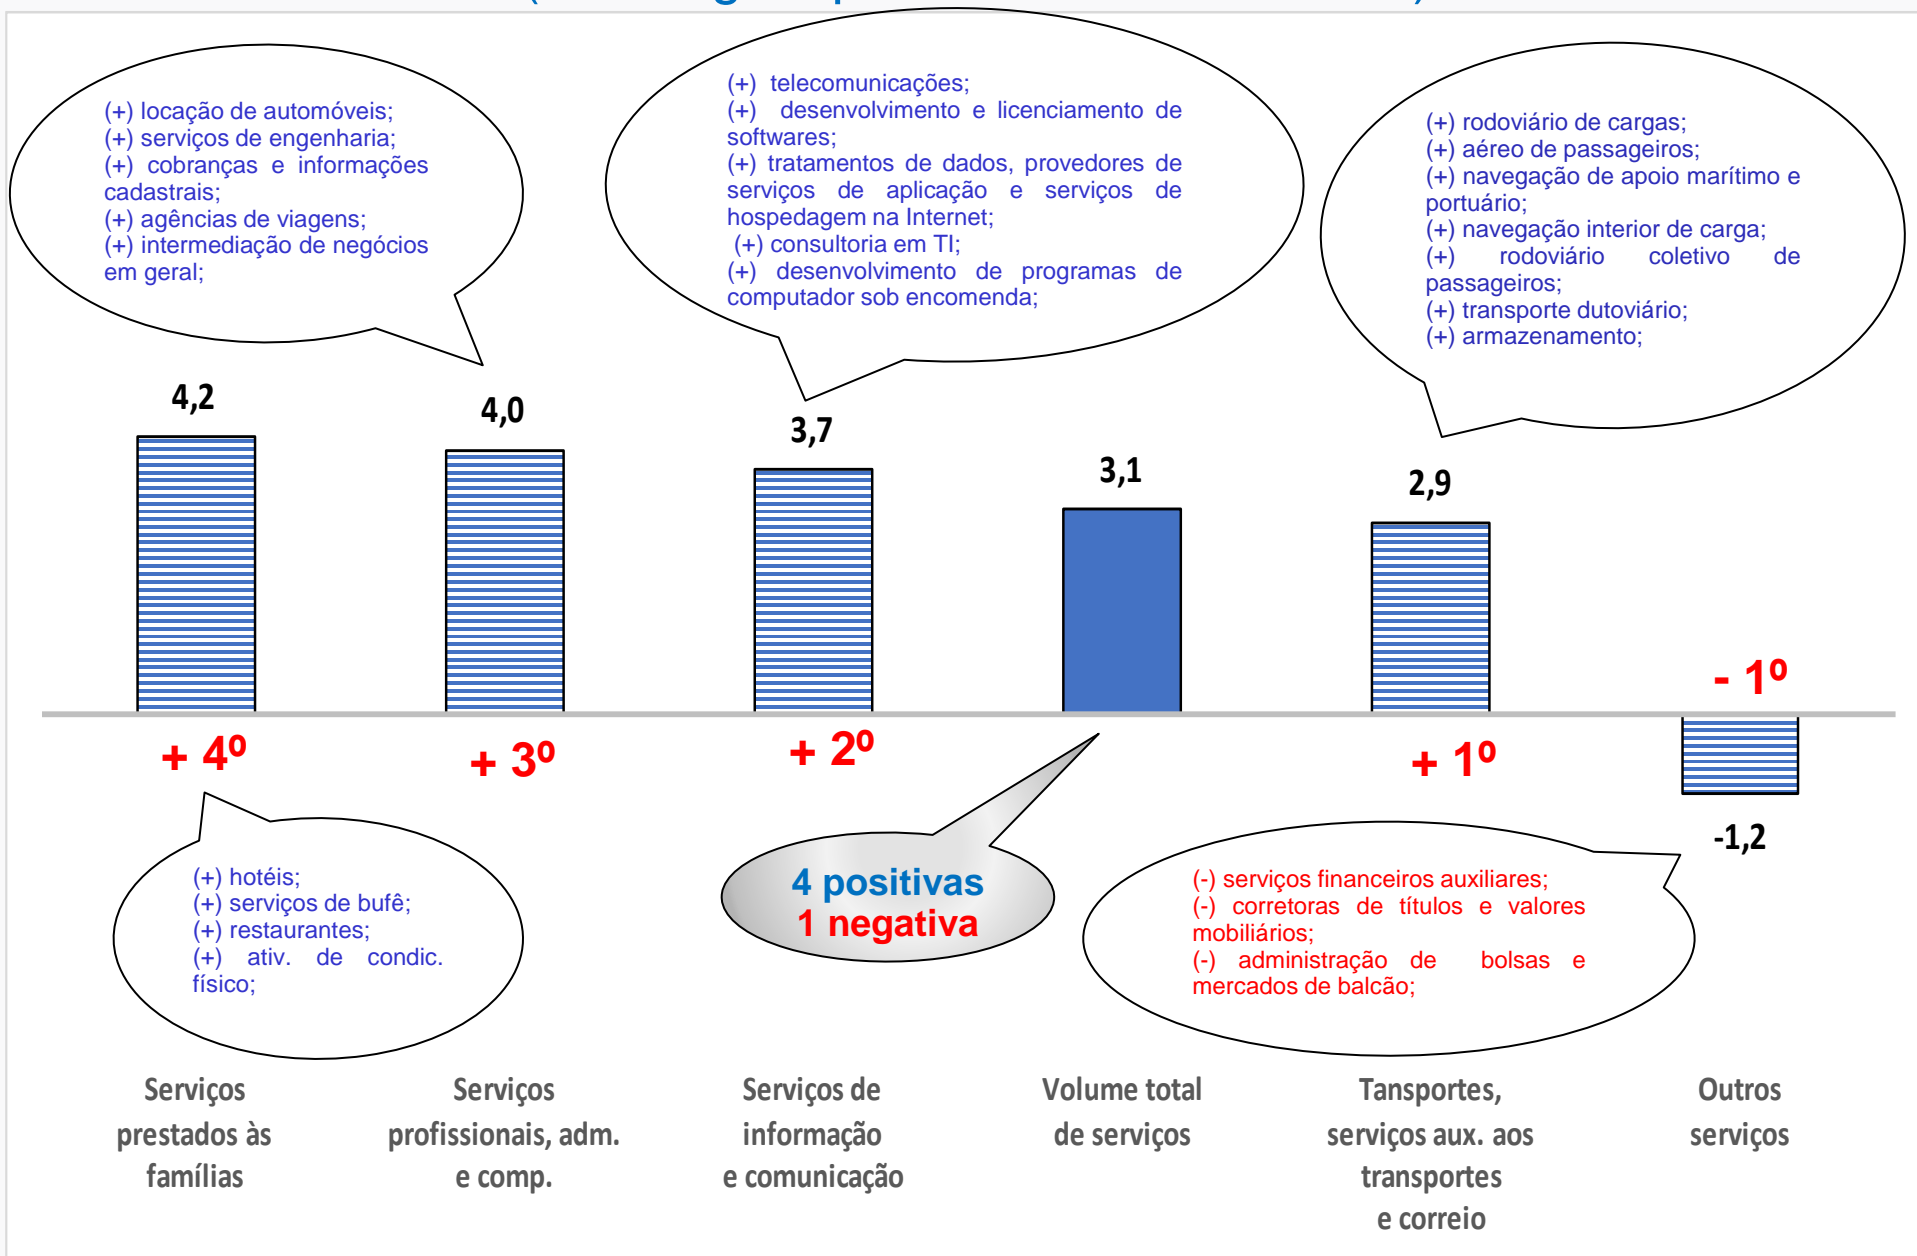 (+) locação de automóveis;
(+) serviços de engenharia;
(+) cobranças e informações
cadastrais;
(+) agências de viagens;
(+) intermediação de negócios
em geral;
(+) telecomunicações;
(+) desenvolvimento e licenciamento de
softwares;
(+) tratamentos de dados, provedores de
serviços de aplicação e serviços de
hospedagem na Internet;
(+) consultoria em TI;
(+) desenvolvimento de programas de
computador sob encomenda;
(+) rodoviário de cargas;
(+) aéreo de passageiros;
(+) navegação de apoio marítimo e
portuário;
(+) navegação interior de carga;
(+) rodoviário coletivo de
passageiros;
(+) transporte dutoviário;
(+) armazenamento;
4,2
4,0
3,7
3,1
2,9
- 1º
+ 4º
+ 3º
+ 2º
+ 1º
-1,2
(+) hotéis;
(+) serviços de bufê;
(+) restaurantes;
(+) ativ. de condic.
físico;
4 positivas
1 negativa
(-) serviços financeiros auxiliares;
(-) corretoras de títulos e valores
mobiliários;
(-) administração de bolsas e
mercados de balcão;
Serviços
prestados às
famílias
Serviços
profissionais, adm.
e comp.
Serviços de
informação
e comunicação
Volume total
de serviços
Tansportes,
serviços aux. aos
transportes
e correio
Outros
serviços